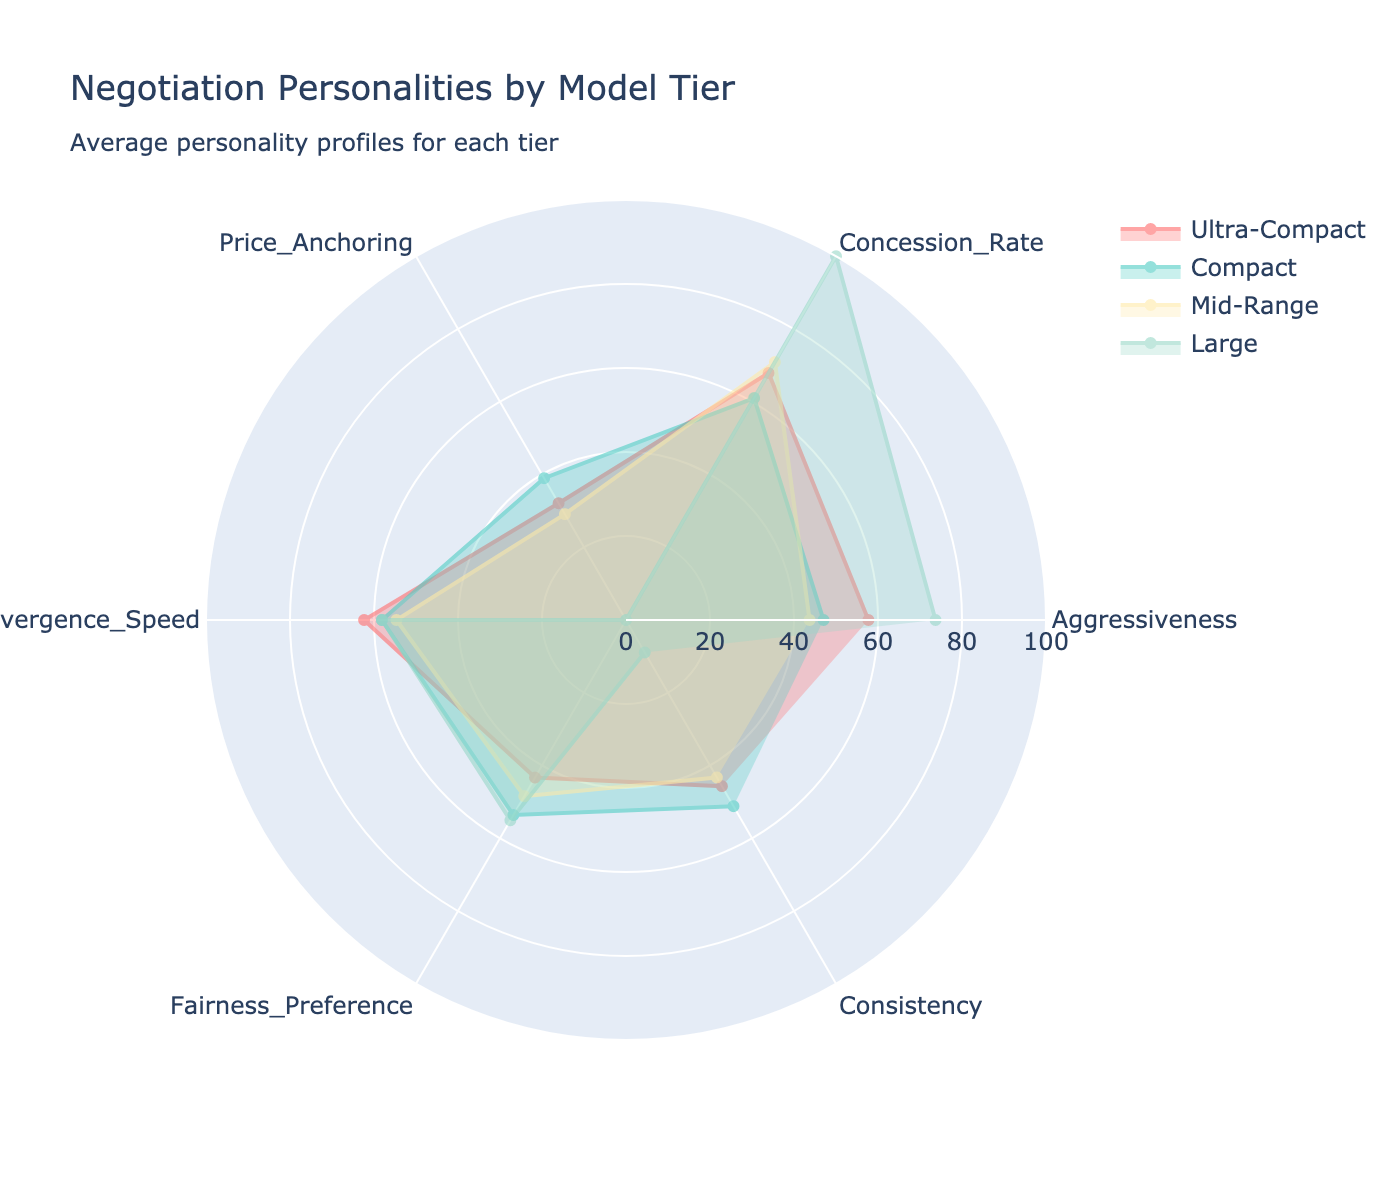 Negotiation Personalities by Model Tier
Average personality profiles for each tier
Price_Anchoring
Concession_Rate
Ultra-Compact
Compact
Mid-Range
Large
vergence_Speed
Aggressiveness
0 20 40 60 80 100
Fairness_Preference
Consistency